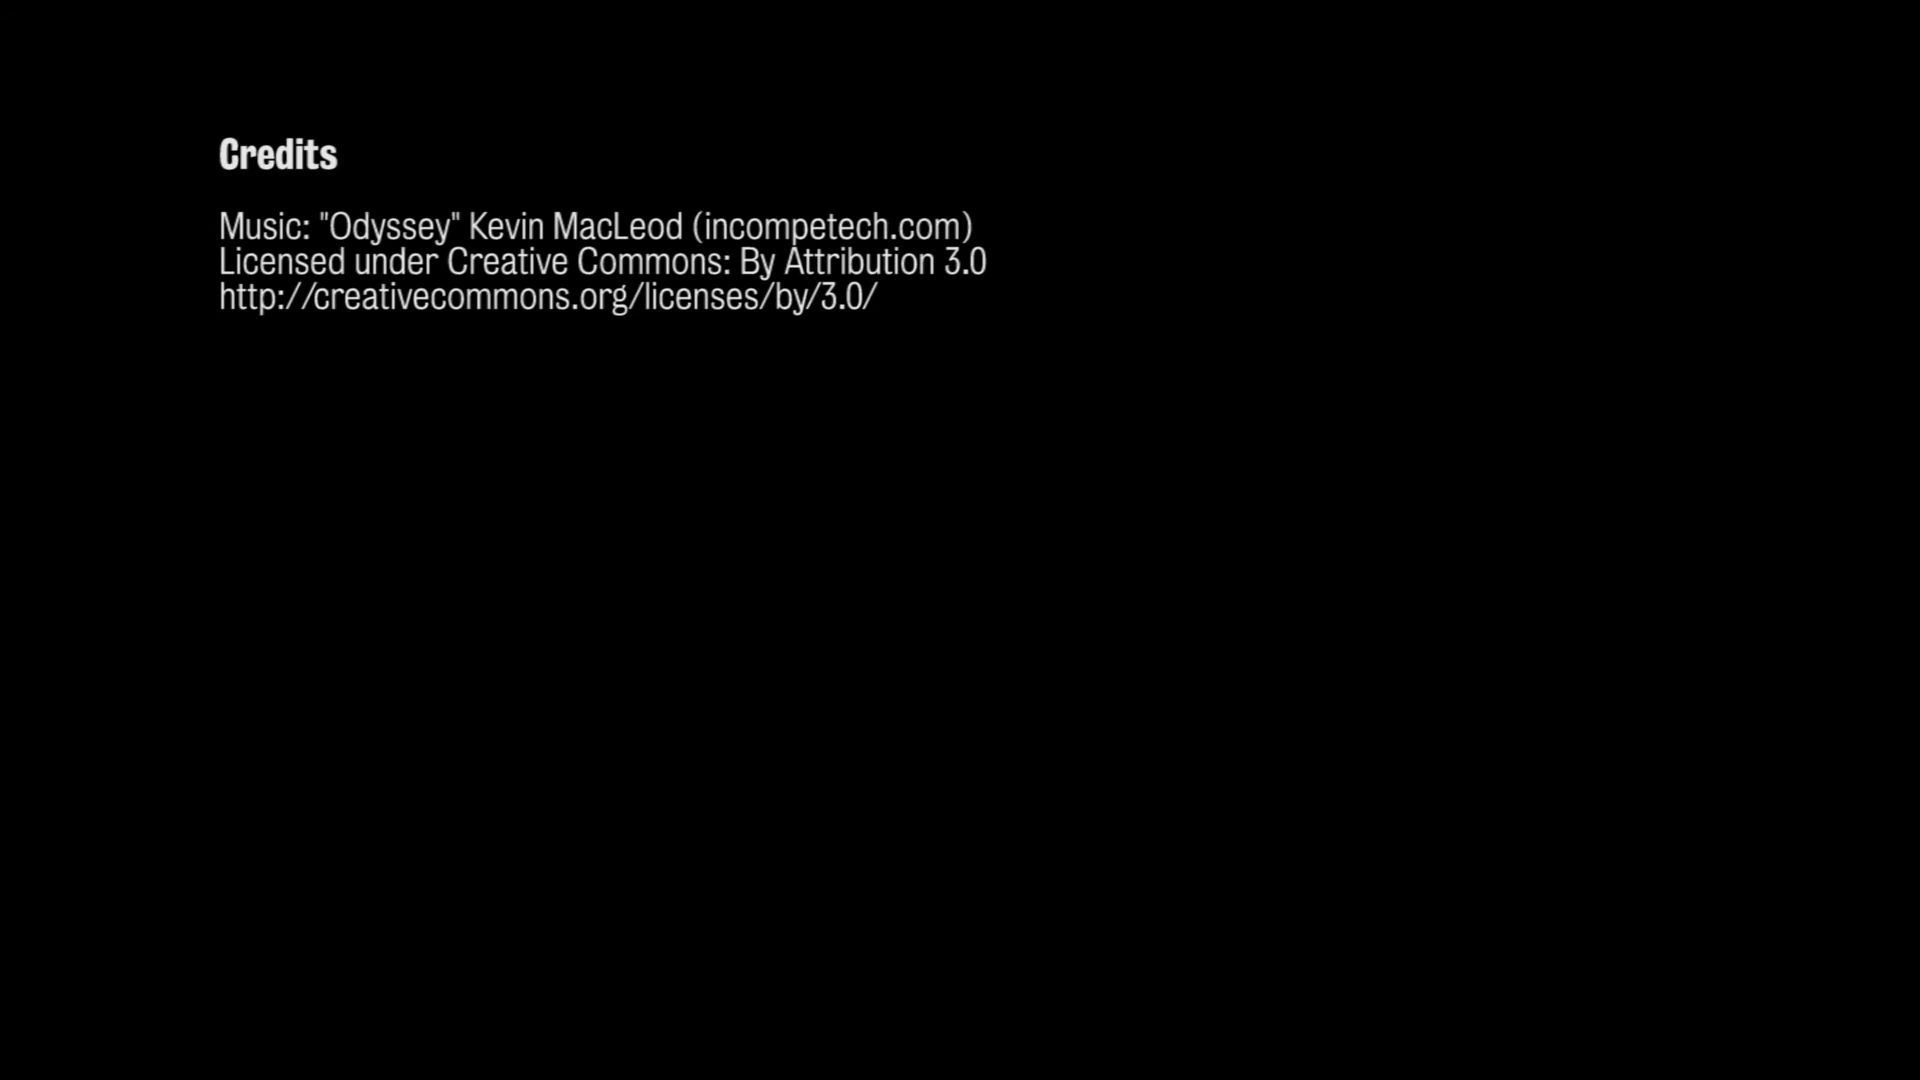 Credits
Music: "Odyssey" Kevin MacLeod (incompetech.com)
Licensed under Creative Commons: By Attribution 3.0
http://creativecommons.org/licenses/by/3.0/